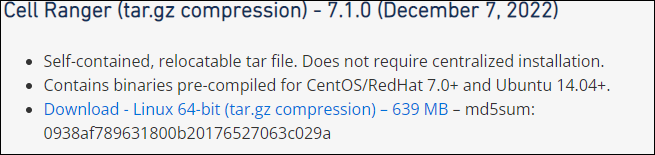 Cell Ranger (tar.gz compression) - 7.1.0 (December 7, 2022)
Self-contained, relocatable tar file. Does not require centralized installation.
Contains binaries pre-compiled for CentOS/RedHat 7.0+ and Ubuntu 14.04+.
Download - Linux 64-bit (tar.gz compression) – 639 MB – md5sum:
0938af789631800b20176527063c029a